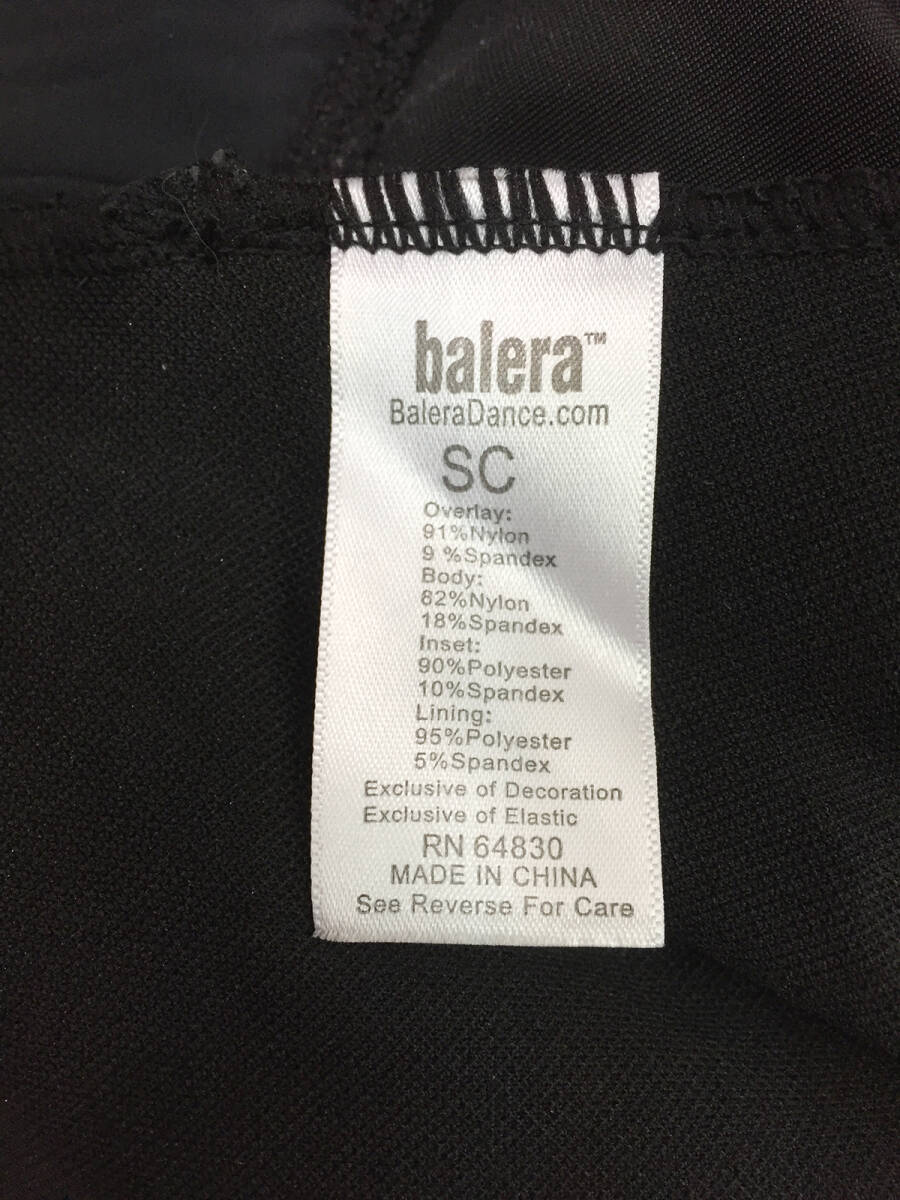 balera™
BaleraDance.com
SC
Overlay:
91%Nylon
9 %Spandex
Body:
82%Nylon
18%Spandex
Inset:
90%Polyester
10%Spandex
Lining:
95%Polyester
5%Spandex
Exclusive of Decoration
Exclusive of Elastic
RN 64830
MADE IN CHINA
See Reverse For Care